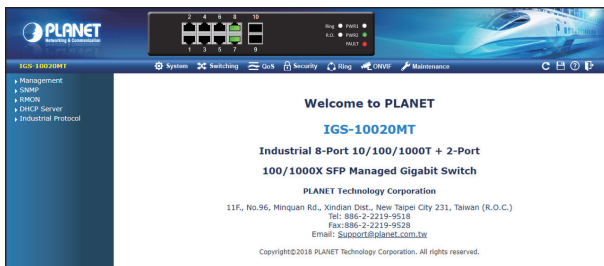 PLANET
Networking & Communication
2 4 6 8 10
1 3 5 7 9
Ring PWR1
R.O. PWR2
FAULT
IGS-10020MT
System Switching QoS Security Ring ONVIF Maintenance
Management
SNMP
RMON
DHCP Server
Industrial Protocol
Welcome to PLANET
IGS-10020MT
Industrial 8-Port 10/100/1000T + 2-Port
100/1000X SFP Managed Gigabit Switch
PLANET Technology Corporation
11F., No.96, Minquan Rd., Xindian Dist., New Taipei City 231, Taiwan (R.O.C.)
Tel: 886-2-2219-9518
Fax:886-2-2219-9528
Email: Support@planet.com.tw
Copyright©2018 PLANET Technology Corporation. All rights reserved.